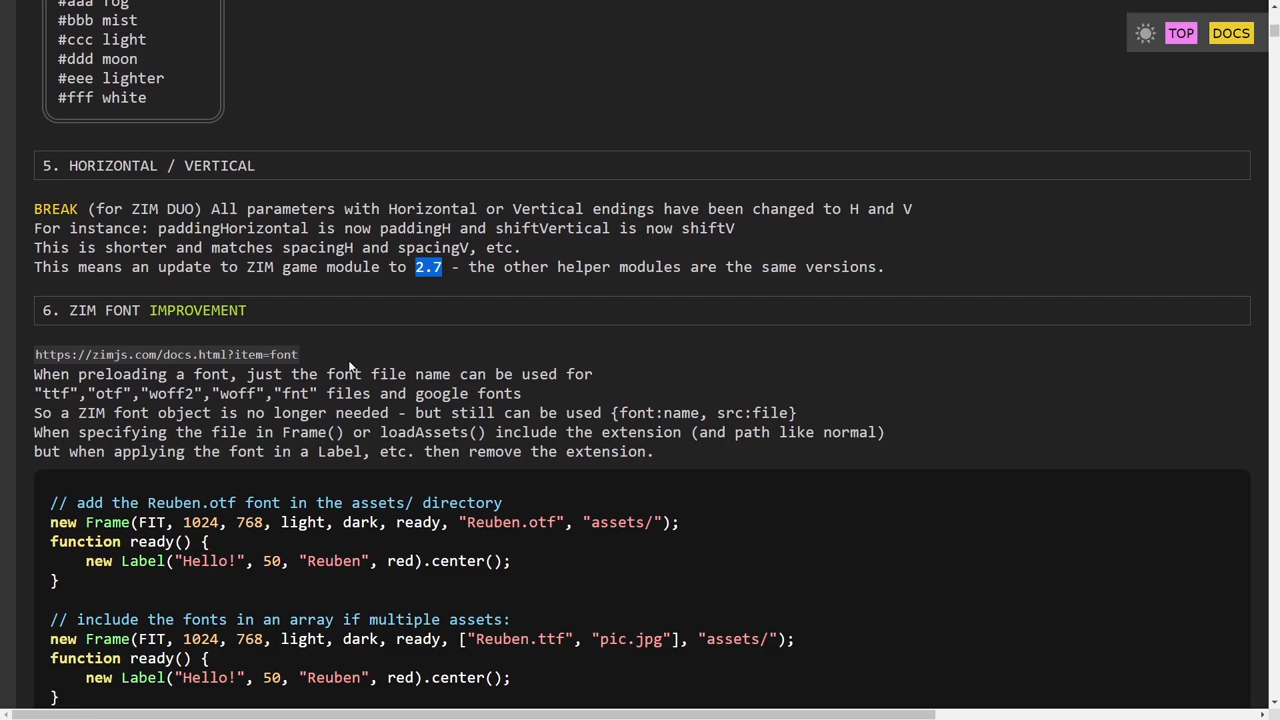 #aaa fog
#bbb mist
#ccc light
#ddd moon
#eee lighter
#fff white
TOP
DOCS
5. HORIZONTAL / VERTICAL
BREAK (for ZIM DUO) All parameters with Horizontal or Vertical endings have been changed to H and V
For instance: paddingHorizontal is now paddingH and shiftVertical is now shiftV
This is shorter and matches spacingH and spacingV, etc.
This means an update to ZIM game module to 2.7 - the other helper modules are the same versions.
6. ZIM FONT IMPROVEMENT
https://zimjs.com/docs.html?item=font
When preloading a font, just the font file name can be used for
"ttf","otf","woff2","woff","fnt" files and google fonts
So a ZIM font object is no longer needed - but still can be used {font:name, src:file}
When specifying the file in Frame() or loadAssets() include the extension (and path like normal)
but when applying the font in a Label, etc. then remove the extension.
// add the Reuben.otf font in the assets/ directory
new Frame(FIT, 1024, 768, light, dark, ready, "Reuben.otf", "assets/");
function ready() {
    new Label("Hello!", 50, "Reuben", red).center();
}
// include the fonts in an array if multiple assets:
new Frame(FIT, 1024, 768, light, dark, ready, ["Reuben.ttf", "pic.jpg"], "assets/");
function ready() {
    new Label("Hello!", 50, "Reuben", red).center();
}